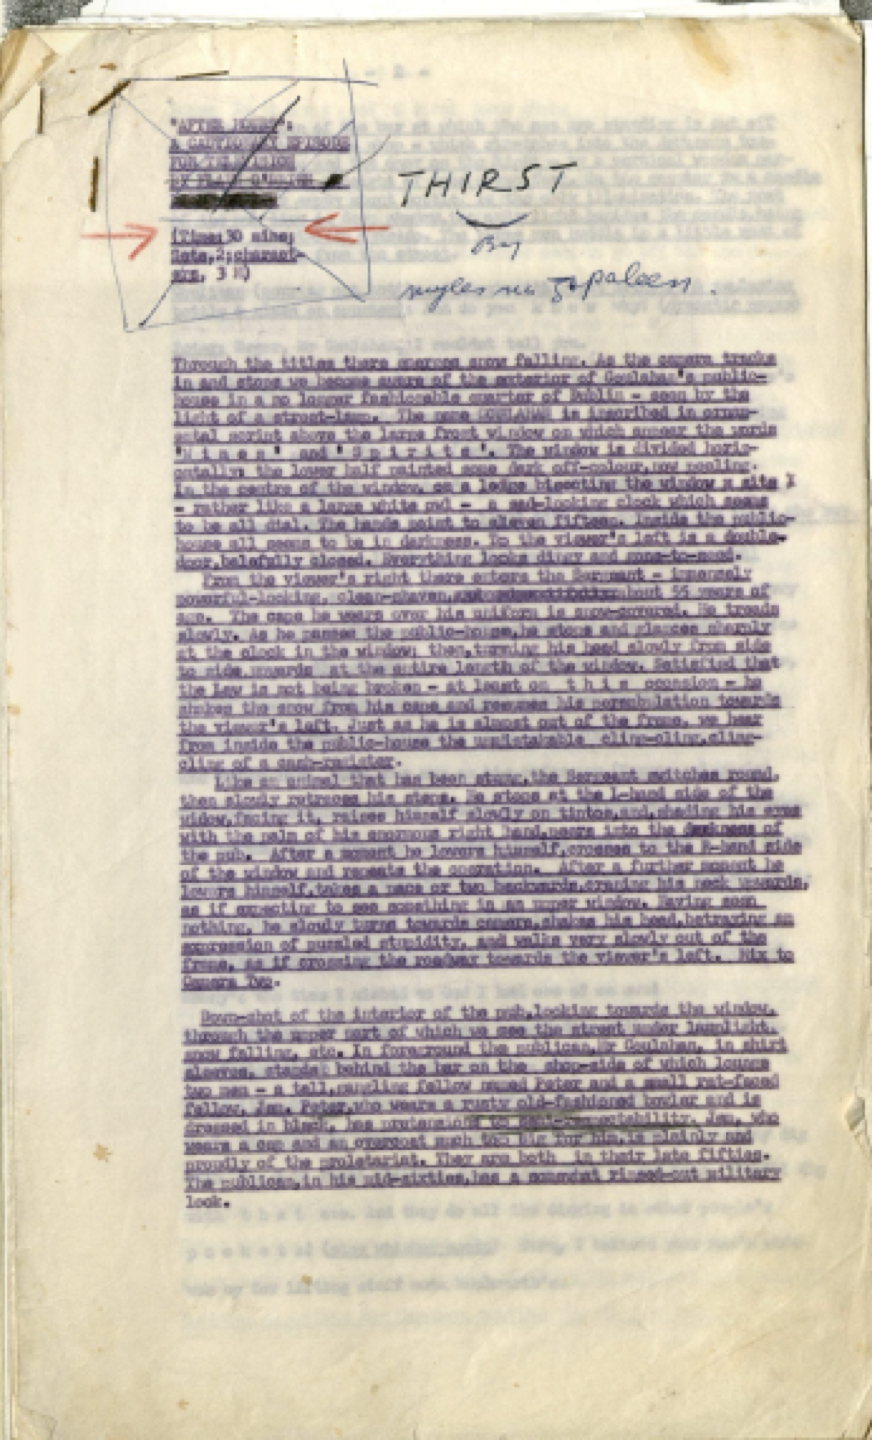 "AFTER HOURS":
A CAUTIONARY EPISODE
FOR TELEVISION
BY FLANN O'BRIEN
THIRST
By
myles na gopaleen.
(Time: 30 mins;
Sets, 2; charact-
ers, 3 M)
Through the titles there emerges snow falling. As the camera tracks
in and stops we become aware of the exterior of Goulahan's public-
house in a no longer fashionable quarter of Dublin - seen by the
light of a street-lamp. The name GOULAHAN is inscribed in ornam-
ental script above the large front window on which appear the words
'W i n e s' and 'S p i r i t s'. The window is divided horiz-
ontally: the lower half painted some dark off-colour, now peeling.
In the centre of the window, on a ledge bisecting the window
- rather like a large white owl - a sad-looking clock which seems
to be all dial. The hands point to eleven fifteen. Inside the public-
house all seems to be in darkness. To the viewer's left is a double-
door, balefully closed. Everything looks dingy and gone-to-seed.
From the viewer's right there enters the Sergeant - immensely
powerful-looking, clean-shaven, about 55 years of
age. The cape he wears over his uniform is snow-covered. He treads
slowly. As he passes the public-house, he stops and glances sharply
at the clock in the window; then, turning his head slowly from side
to side, upwards at the entire length of the window. Satisfied that
the Law is not being broken - at least on t h i s occasion - he
shakes the snow from his cape and resumes his perambulation towards
the viewer's left. Just as he is almost out of the frame, we hear
from inside the public-house the unmistakable cling-cling, cling-
cling of a cash-register.
Like an animal that has been stung, the Sergeant switches round,
then slowly retraces his steps. He stops at the L-hand side of the
widow, facing it, raises himself slowly on tiptoe, and, shading his eyes
with the palm of his enormous right hand, peers into the darkness of
the pub. After a moment he lowers himself, crosses to the R-hand side
of the window and repeats the operation. After a further moment he
lowers himself, takes a pace or two backwards, craning his neck upwards,
as if expecting to see something in an upper window. Having seen
nothing, he slowly turns towards camera, shakes his head, betraying an
expression of puzzled stupidity, and walks very slowly out of the
frame, as if crossing the roadway towards the viewer's left. Mix to
Camera Two.
Down-shot of the interior of the pub, looking towards the window,
through the upper part of which we see the street under lamplight,
snow falling, etc. In foreground the publican, Mr Goulahan, in shirt
sleeves, stands behind the bar on the shop-side of which lounge
two men - a tall, rangling fellow named Peter and a small rat-faced
fellow, Jem. Peter, who wears a rusty old-fashioned bowler and is
dressed in black, has pretensions to respectability. Jem, who
wears a cap and an overcoat much too big for him, is plainly and
proudly of the proletariat. They are both in their late fifties.
The publican, in his mid-sixties, has a somewhat rinsed-out military
look.